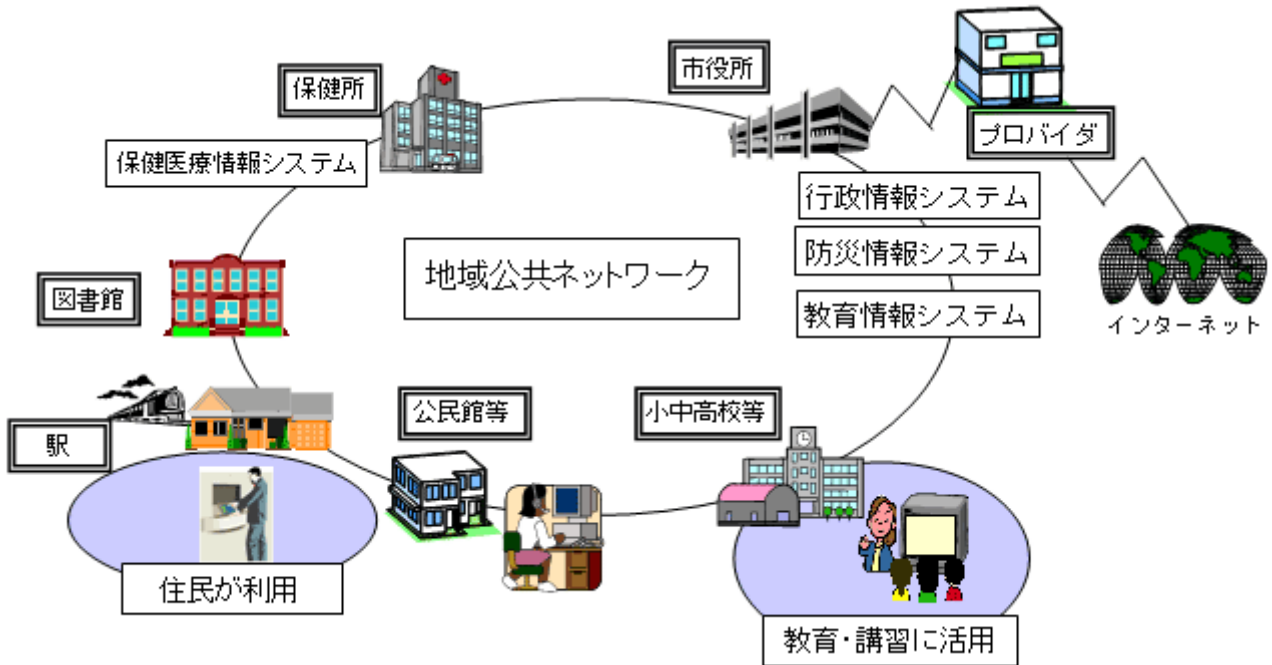 市役所
保健所
プロバイダ
保健医療情報システム
行政情報システム
地域公共ネットワーク
防災情報システム
図書館
教育情報システム
インターネット
公民館等
小中高校等
駅
住民が利用
教育・講習に活用